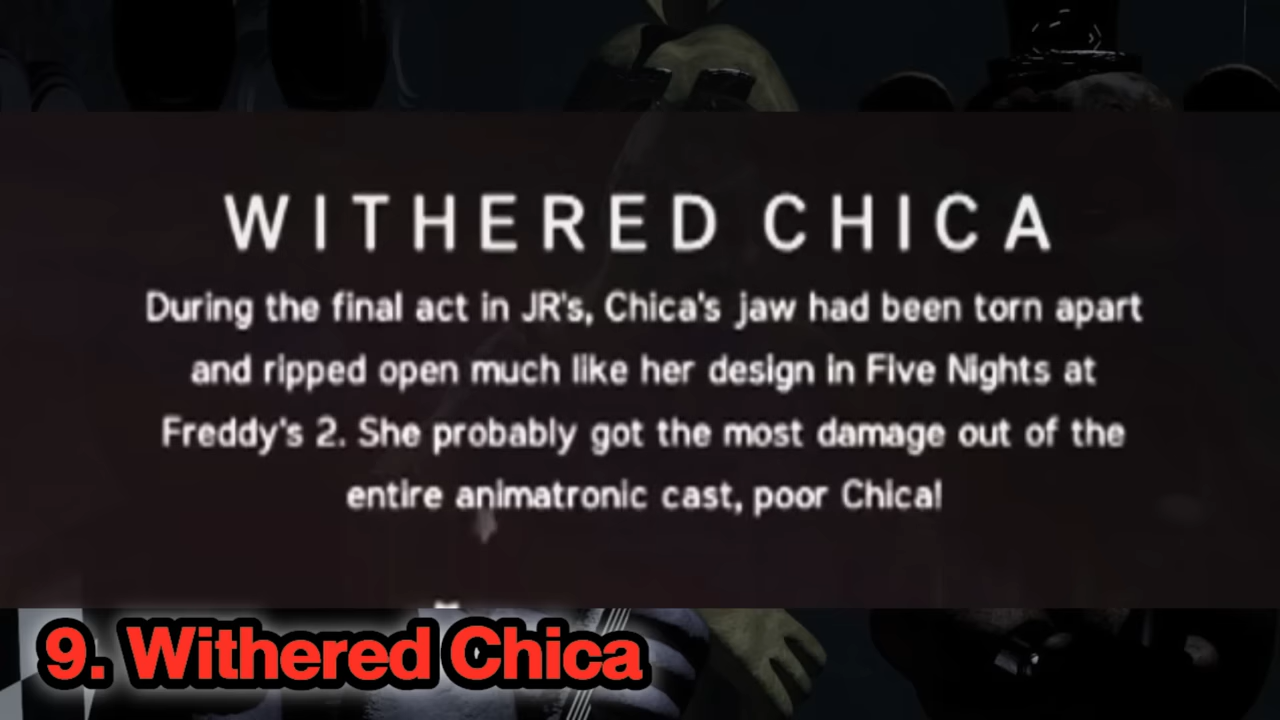 WITHERED CHICA
During the final act in JR's, Chica's jaw had been torn apart
and ripped open much like her design in Five Nights at
Freddy's 2. She probably got the most damage out of the
entire animatronic cast, poor Chica!
9. Withered Chica